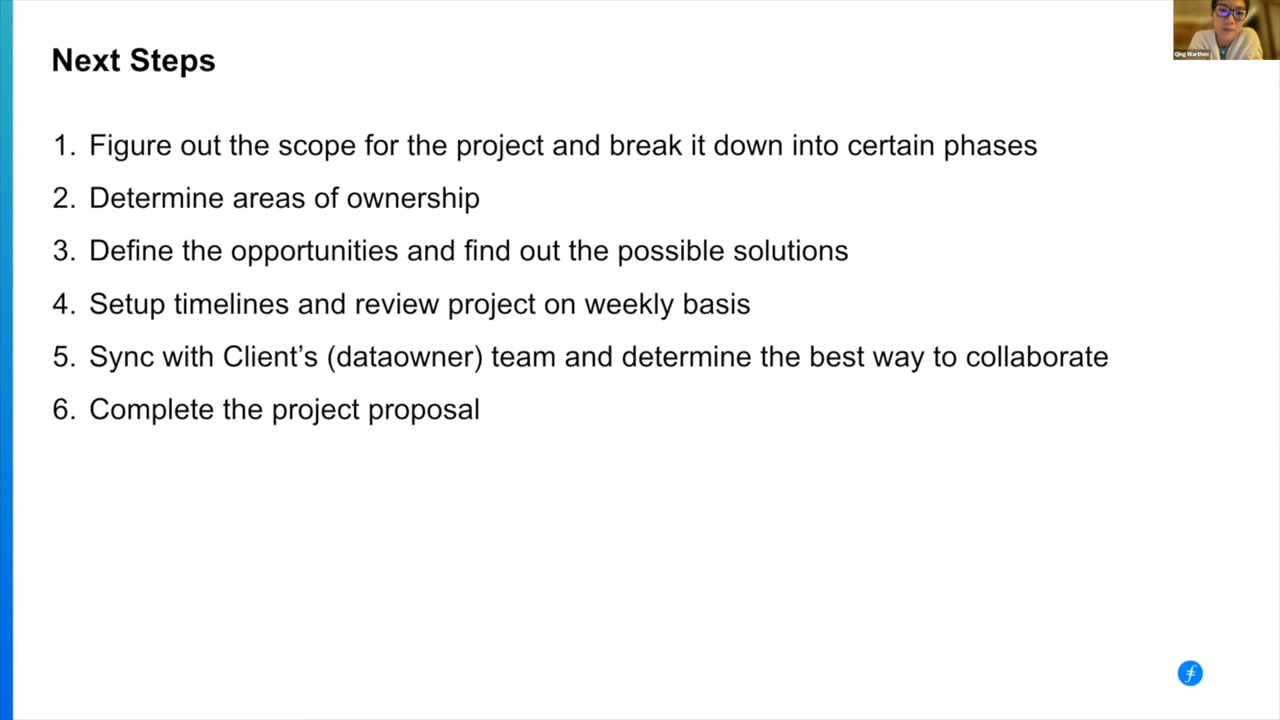 Next Steps
1. Figure out the scope for the project and break it down into certain phases
2. Determine areas of ownership
3. Define the opportunities and find out the possible solutions
4. Setup timelines and review project on weekly basis
5. Sync with Client’s (dataowner) team and determine the best way to collaborate
6. Complete the project proposal
Qing Warthen